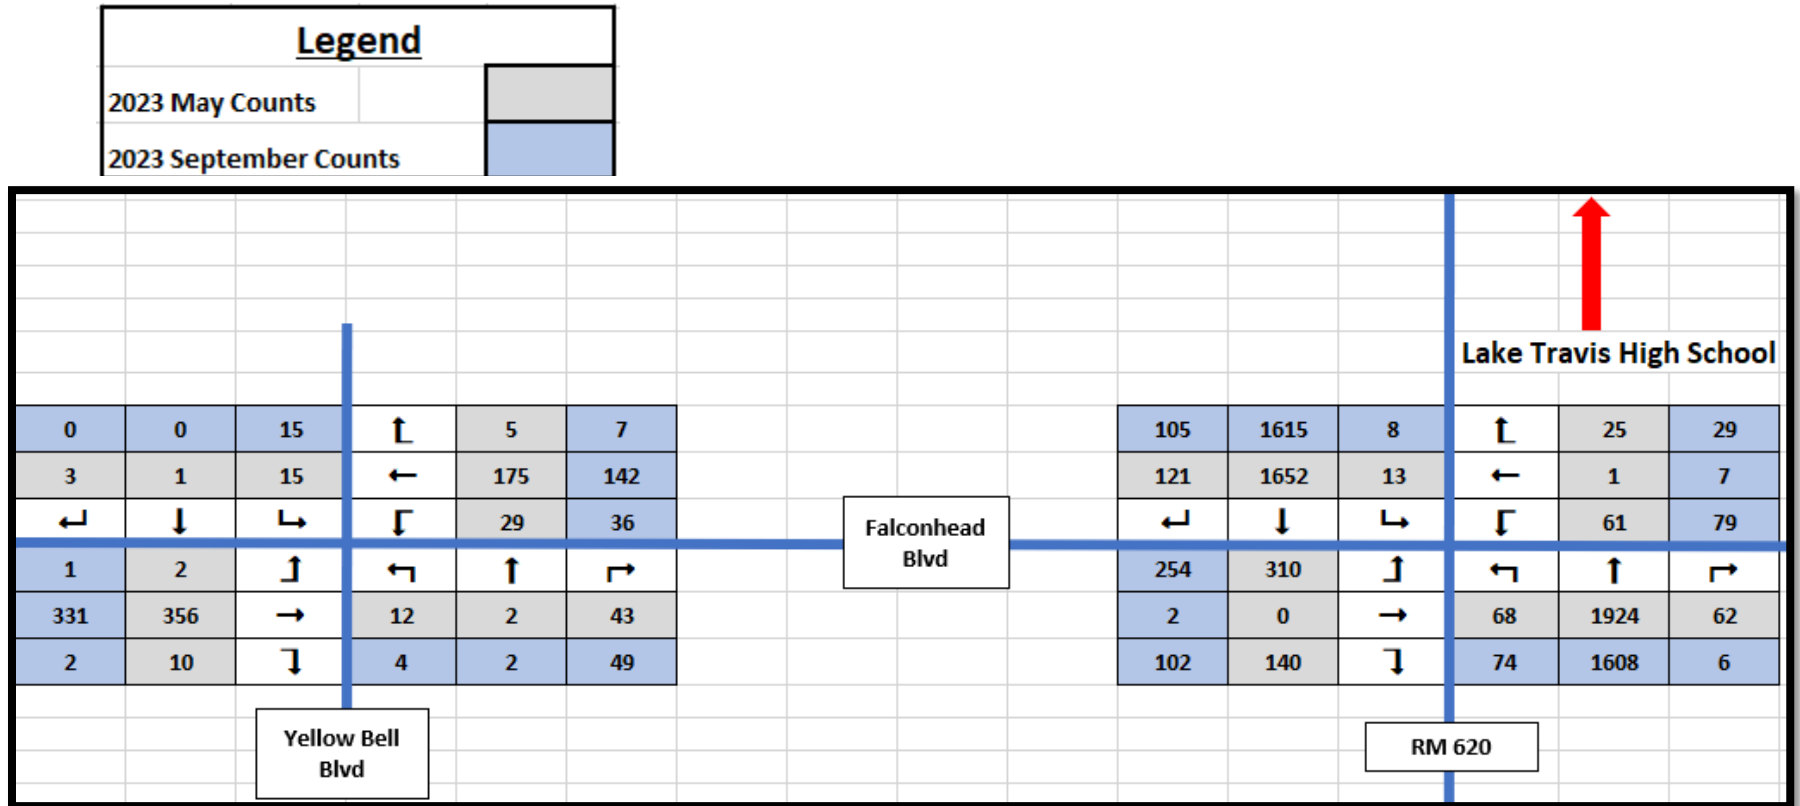 Legend
2023 May Counts
2023 September Counts
Lake Travis High School
0 0 15 5 7
3 1 15 175 142
29 36
1 2
331 356 12 2 43
2 10 4 2 49
Yellow Bell
Blvd
Falconhead
Blvd
105 1615 8 25 29
121 1652 13 1 7
61 79
254 310
2 0 68 1924 62
102 140 74 1608 6
RM 620